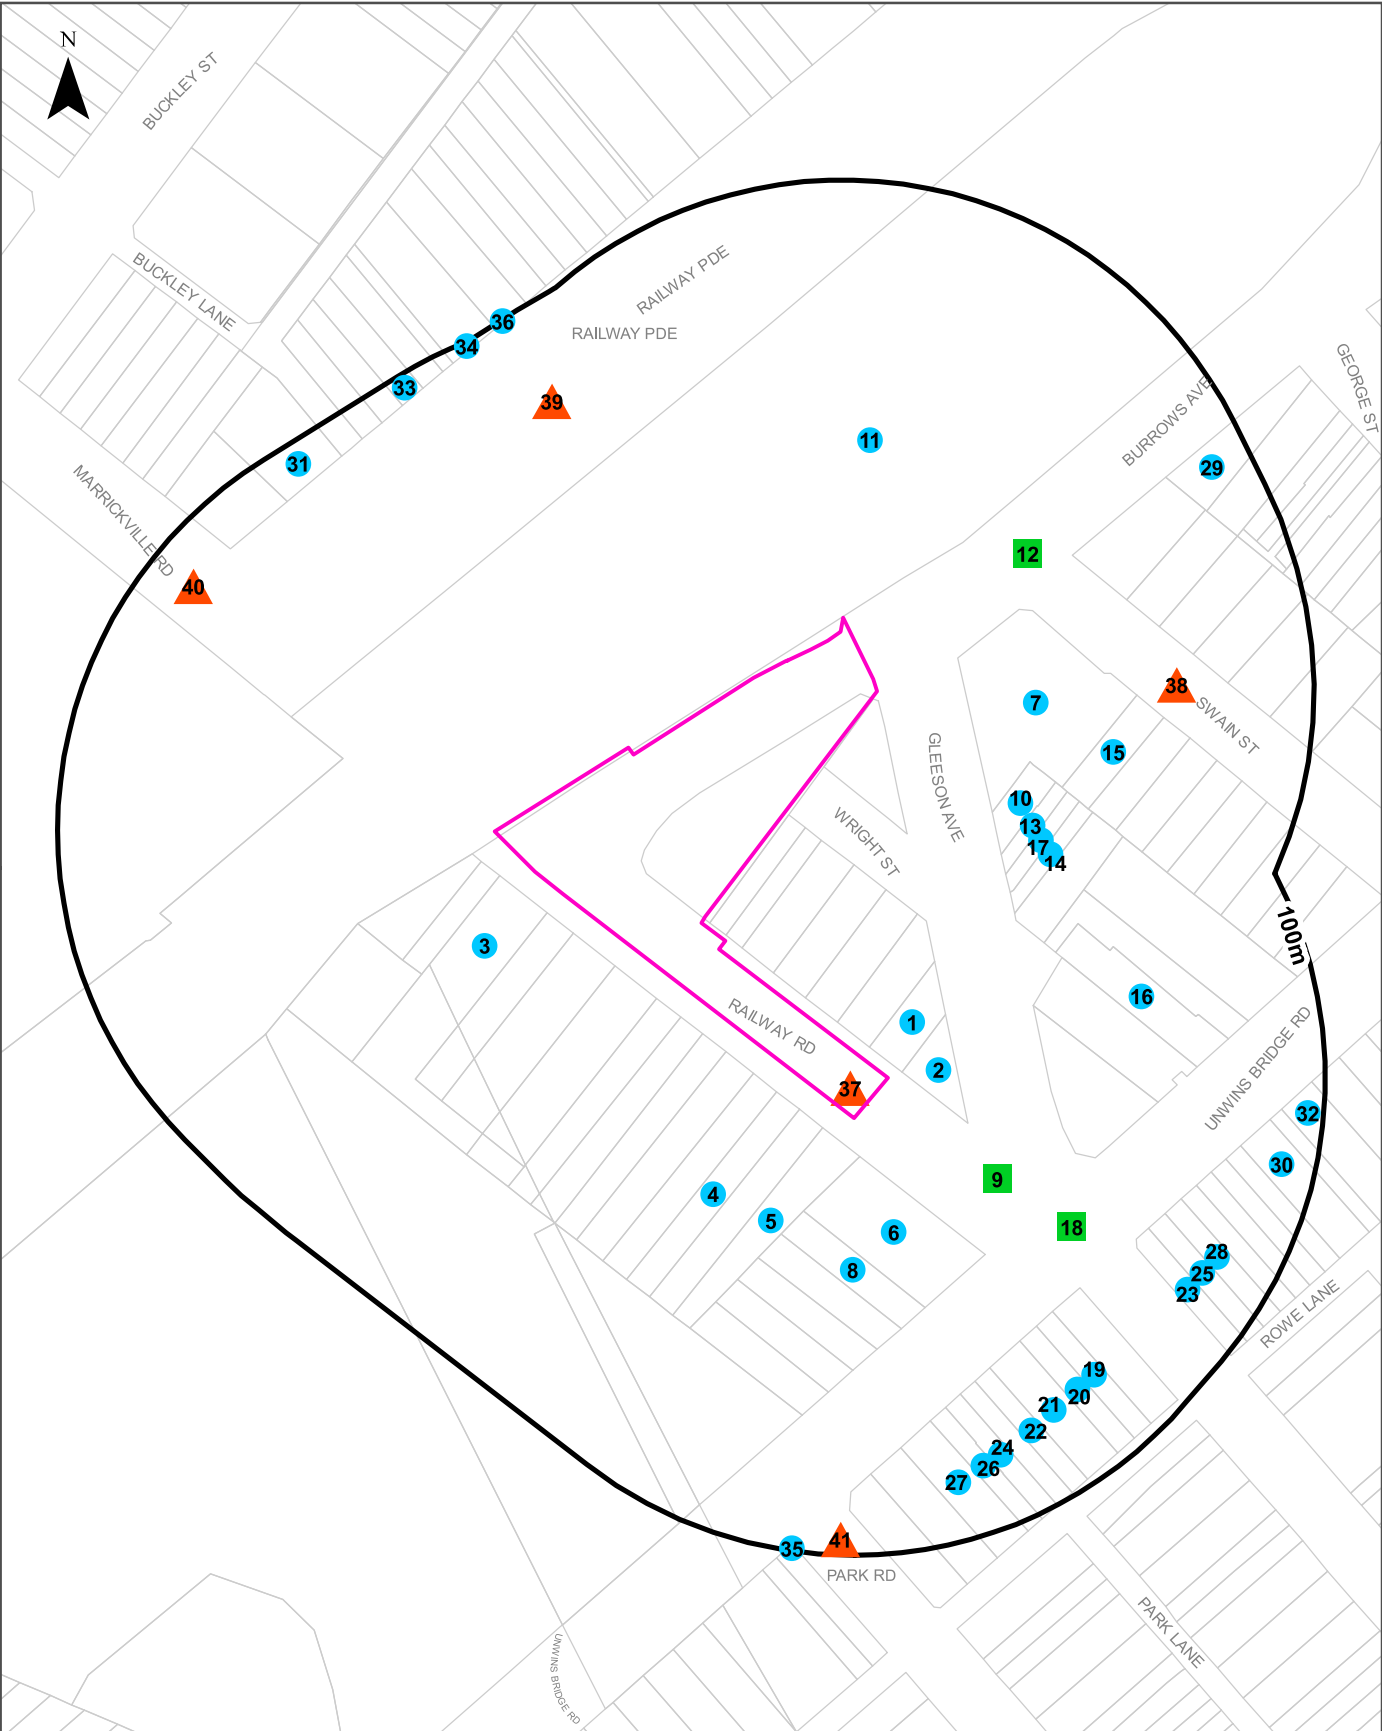 N
BUCKLEY ST
BUCKLEY LANE
RAILWAY PDE
RAILWAY PDE
36
34
33
39
11
31
MARRICKVILLE RD
40
BURROWS AVE
GEORGE ST
29
12
38
SWAIN ST
7
15
GLEESON AVE
10
13
17
14
WRIGHT ST
100m
3
16
1
2
RAILWAY RD
37
UNWINS BRIDGE RD
32
30
9
18
4
5
6
8
28
25
23
ROWE LANE
19
20
21
22
24
26
27
35
41
PARK RD
PARK LANE
UNWINS BRIDGE RD